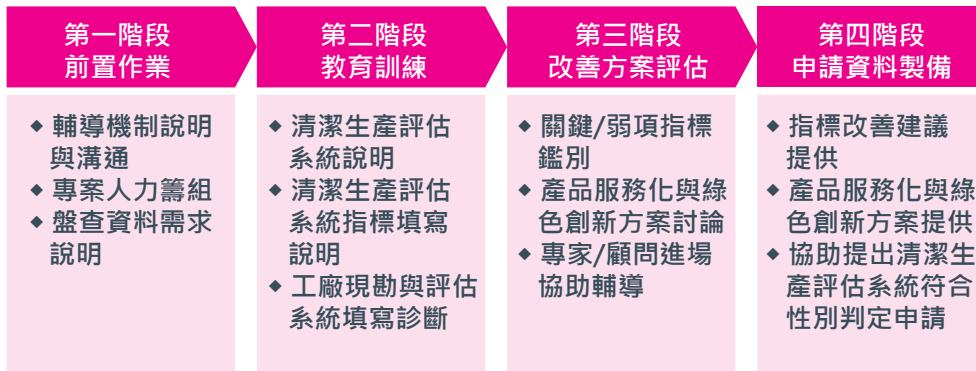 第一階段
前置作業
◆ 輔導機制說明
與溝通
◆ 專案人力籌組
◆ 盤查資料需求
說明
第二階段
教育訓練
◆ 清潔生產評估
系統說明
◆ 清潔生產評估
系統指標填寫
說明
◆ 工廠現勘與評估
系統填寫診斷
第三階段
改善方案評估
◆ 關鍵/弱項指標
鑑別
◆ 產品服務化與綠
色創新方案討論
◆ 專家/顧問進場
協助輔導
第四階段
申請資料製備
◆ 指標改善建議
提供
◆ 產品服務化與綠
色創新方案提供
◆ 協助提出清潔生
產評估系統符合
性別判定申請